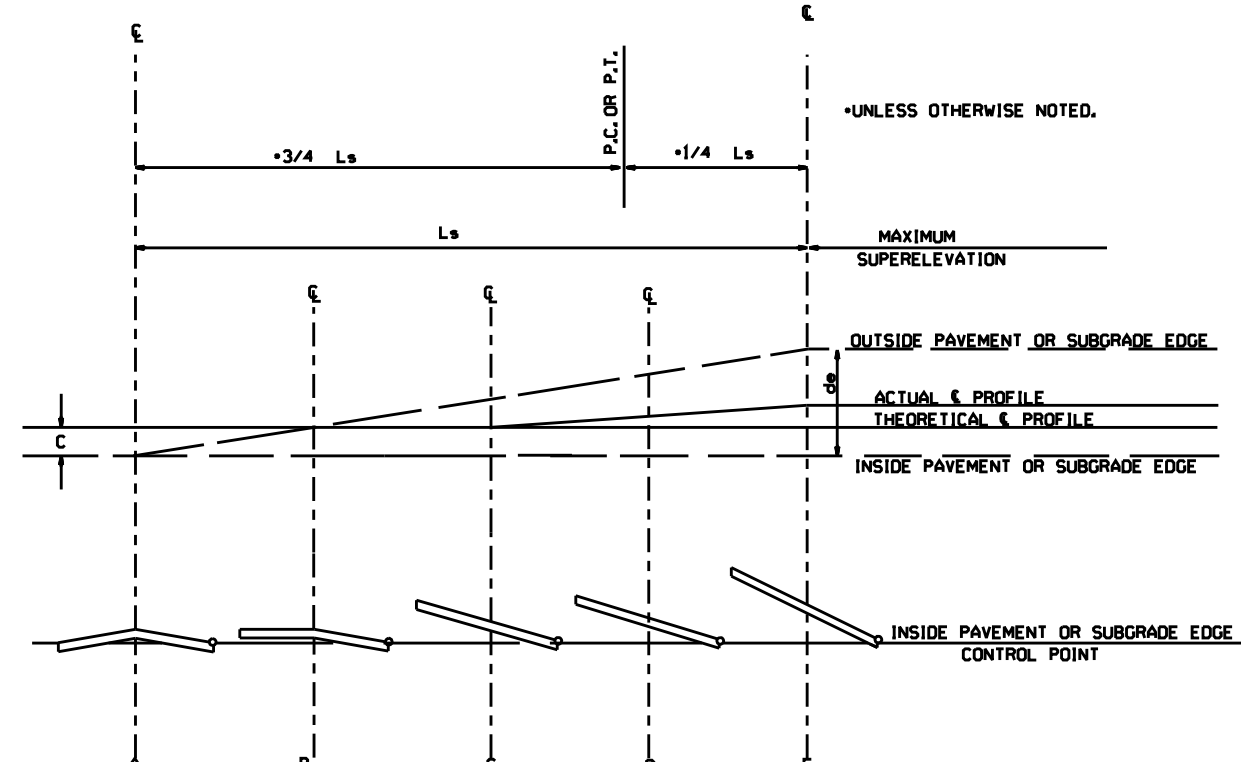 ℄
℄
P.C. OR P.T.
*UNLESS OTHERWISE NOTED.
*3/4 Ls
*1/4 Ls
Ls
MAXIMUM
SUPERELEVATION
℄
℄
℄
OUTSIDE PAVEMENT OR SUBGRADE EDGE
de
ACTUAL ℄ PROFILE
THEORETICAL ℄ PROFILE
C
INSIDE PAVEMENT OR SUBGRADE EDGE
INSIDE PAVEMENT OR SUBGRADE EDGE
CONTROL POINT